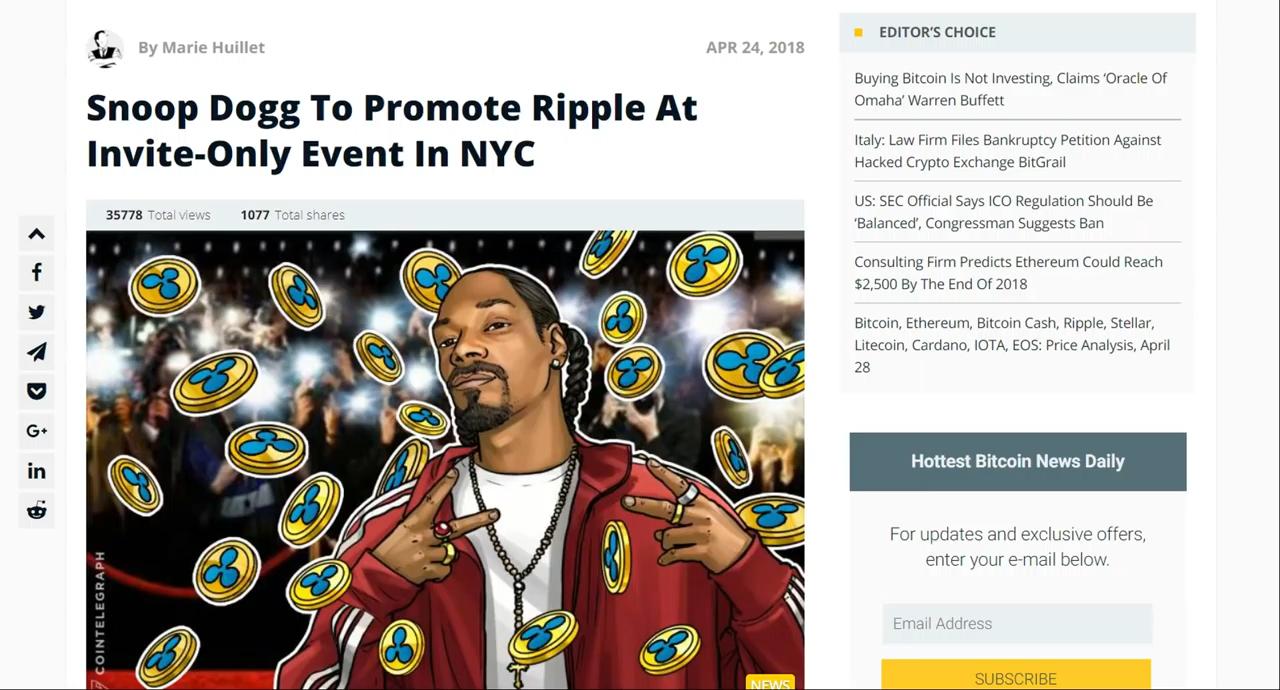 By Marie Huillet
APR 24, 2018
Snoop Dogg To Promote Ripple At
Invite-Only Event In NYC
35778 Total views 1077 Total shares
COINTELEGRAPH
NEWS
EDITOR'S CHOICE
Buying Bitcoin Is Not Investing, Claims ‘Oracle Of
Omaha’ Warren Buffett
Italy: Law Firm Files Bankruptcy Petition Against
Hacked Crypto Exchange BitGrail
US: SEC Official Says ICO Regulation Should Be
‘Balanced’, Congressman Suggests Ban
Consulting Firm Predicts Ethereum Could Reach
$2,500 By The End Of 2018
Bitcoin, Ethereum, Bitcoin Cash, Ripple, Stellar,
Litecoin, Cardano, IOTA, EOS: Price Analysis, April
28
Hottest Bitcoin News Daily
For updates and exclusive offers,
enter your e-mail below.
Email Address
SUBSCRIBE